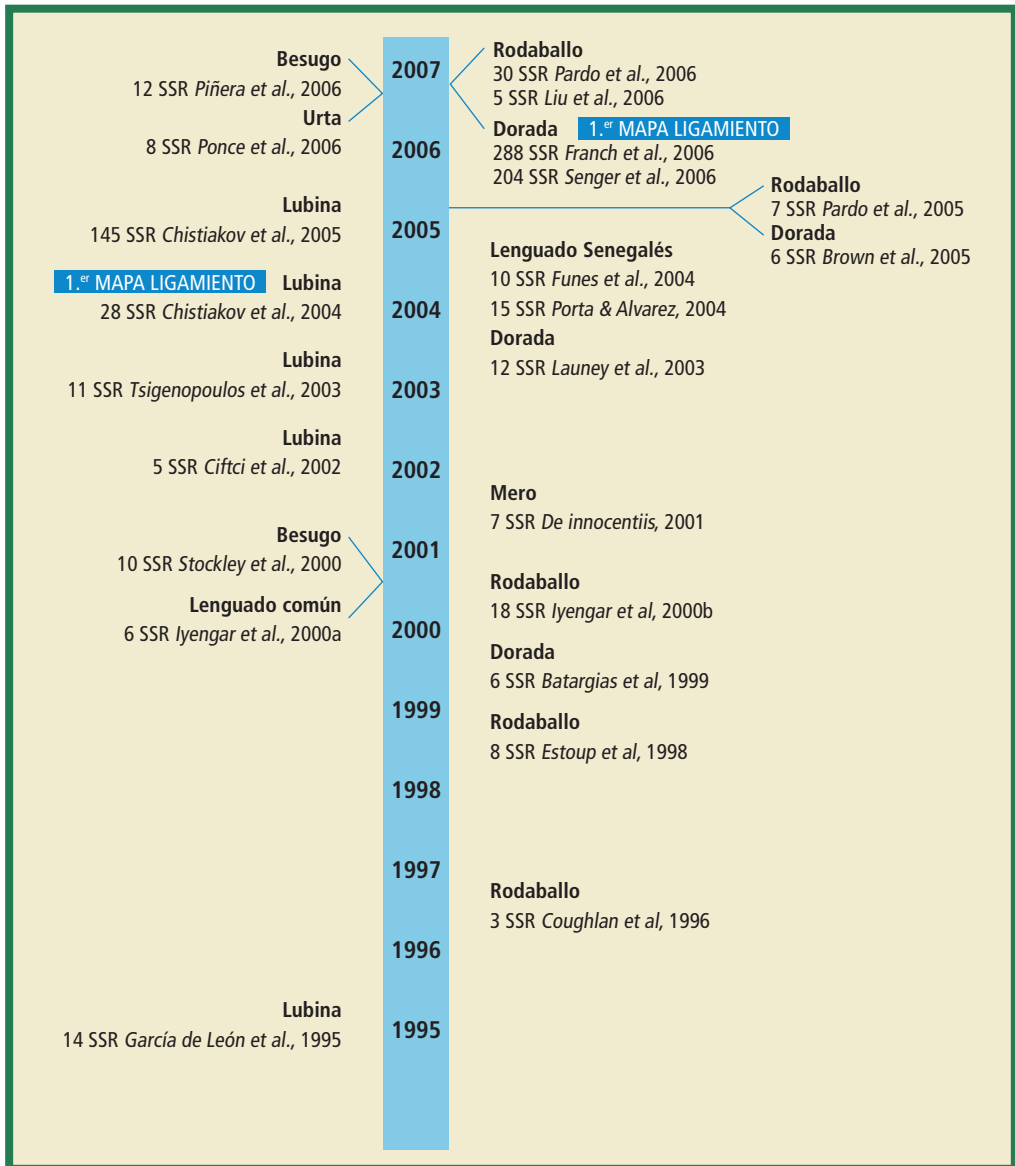 Besugo
12 SSR Piñera et al., 2006
Urta
8 SSR Ponce et al., 2006
Lubina
145 SSR Chistiakov et al., 2005
1.er MAPA LIGAMIENTO Lubina
28 SSR Chistiakov et al., 2004
Lubina
11 SSR Tsigenopoulos et al., 2003
Lubina
5 SSR Ciftci et al., 2002
Besugo
10 SSR Stockley et al., 2000
Lenguado común
6 SSR Iyengar et al., 2000a
Lubina
14 SSR García de León et al., 1995
2007
2006
2005
2004
2003
2002
2001
2000
1999
1998
1997
1996
1995
Rodaballo
30 SSR Pardo et al., 2006
5 SSR Liu et al., 2006
Dorada 1.er MAPA LIGAMIENTO
288 SSR Franch et al., 2006
204 SSR Senger et al., 2006
Rodaballo
7 SSR Pardo et al., 2005
Dorada
6 SSR Brown et al., 2005
Lenguado Senegalés
10 SSR Funes et al., 2004
15 SSR Porta & Alvarez, 2004
Dorada
12 SSR Launey et al., 2003
Mero
7 SSR De innocentiis, 2001
Rodaballo
18 SSR Iyengar et al, 2000b
Dorada
6 SSR Batargias et al, 1999
Rodaballo
8 SSR Estoup et al, 1998
Rodaballo
3 SSR Coughlan et al, 1996